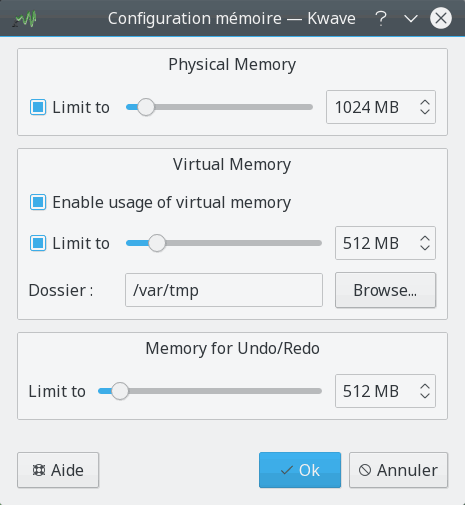 Configuration mémoire — Kwave
Physical Memory
Limit to 1024 MB
Virtual Memory
Enable usage of virtual memory
Limit to 512 MB
Dossier : /var/tmp Browse...
Memory for Undo/Redo
Limit to 512 MB
Aide Ok Annuler